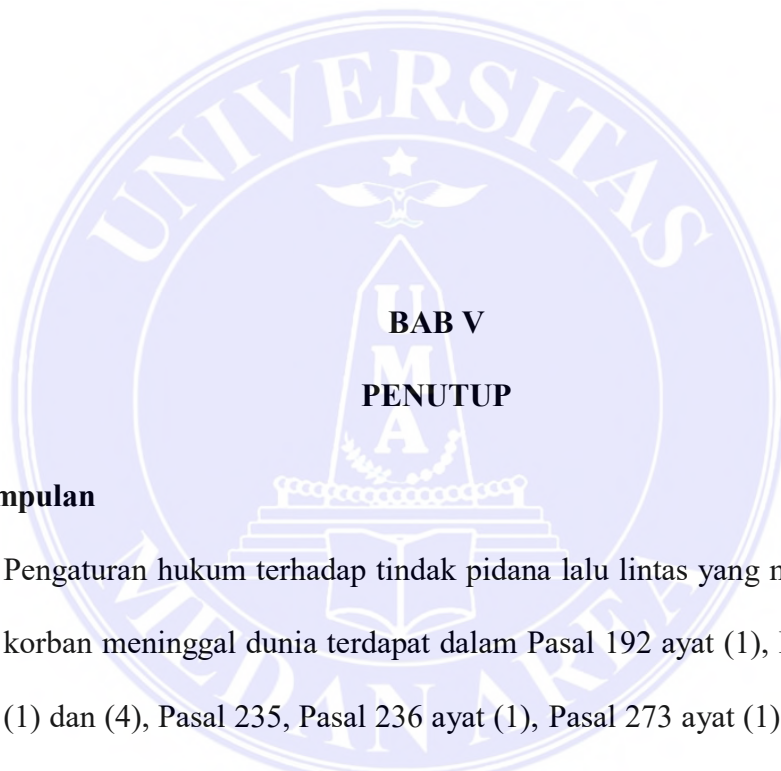 UNIVERSITAS
UMA
MEDAN AREA
BAB V
PENUTUP
mpulan
Pengaturan hukum terhadap tindak pidana lalu lintas yang
korban meninggal dunia terdapat dalam Pasal 192 ayat (1),
(1) dan (4), Pasal 235, Pasal 236 ayat (1), Pasal 273 ayat (1)